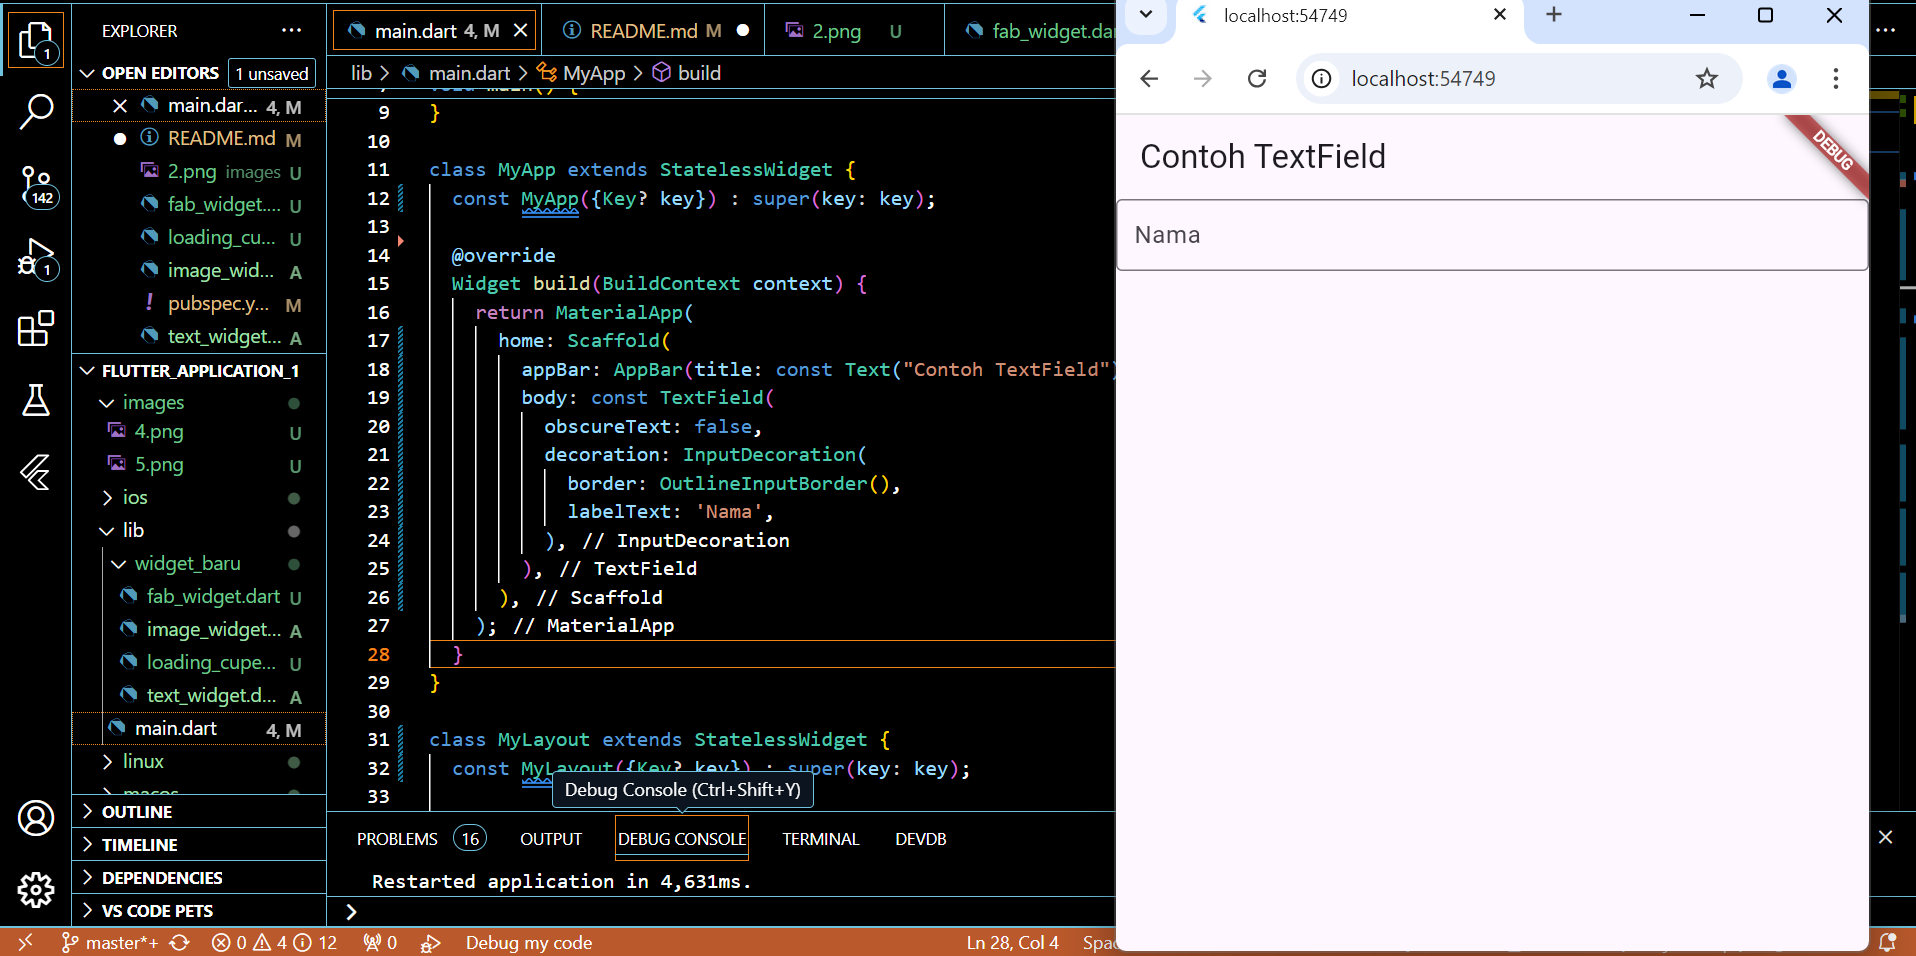 EXPLORER
OPEN EDITORS
1 unsaved
main.dar... 4, M
README.md M
2.png images U
fab_widget.... U
loading_cu... U
image_wid... A
pubspec.y... M
text_widget... A
FLUTTER_APPLICATION_1
images
4.png U
5.png U
ios
lib
widget_baru
fab_widget.dart U
image_widget... A
loading_cupe... U
text_widget.d... A
main.dart 4, M
linux
macos
OUTLINE
TIMELINE
DEPENDENCIES
VS CODE PETS
1
142
1
main.dart 4, M
README.md M
2.png U
fab_widget.dar
lib > main.dart > MyApp > build
void main() {
9 }
10
11 class MyApp extends StatelessWidget {
12 const MyApp({Key? key}) : super(key: key);
13
14 @override
15 Widget build(BuildContext context) {
16 return MaterialApp(
17 home: Scaffold(
18 appBar: AppBar(title: const Text("Contoh TextField")
19 body: const TextField(
20 obscureText: false,
21 decoration: InputDecoration(
22 border: OutlineInputBorder(),
23 labelText: 'Nama',
24 ), // InputDecoration
25 ), // TextField
26 ), // Scaffold
27 ); // MaterialApp
28 }
29 }
30
31 class MyLayout extends StatelessWidget {
32 const MyLayout({Key? key}) : super(key: key);
33
Debug Console (Ctrl+Shift+Y)
PROBLEMS 16 OUTPUT DEBUG CONSOLE TERMINAL DEVDB
Restarted application in 4,631ms.
master*+ 0 4 12 0 Debug my code Ln 28, Col 4 Spac
localhost:54749
localhost:54749
Contoh TextField
DEBUG
Nama